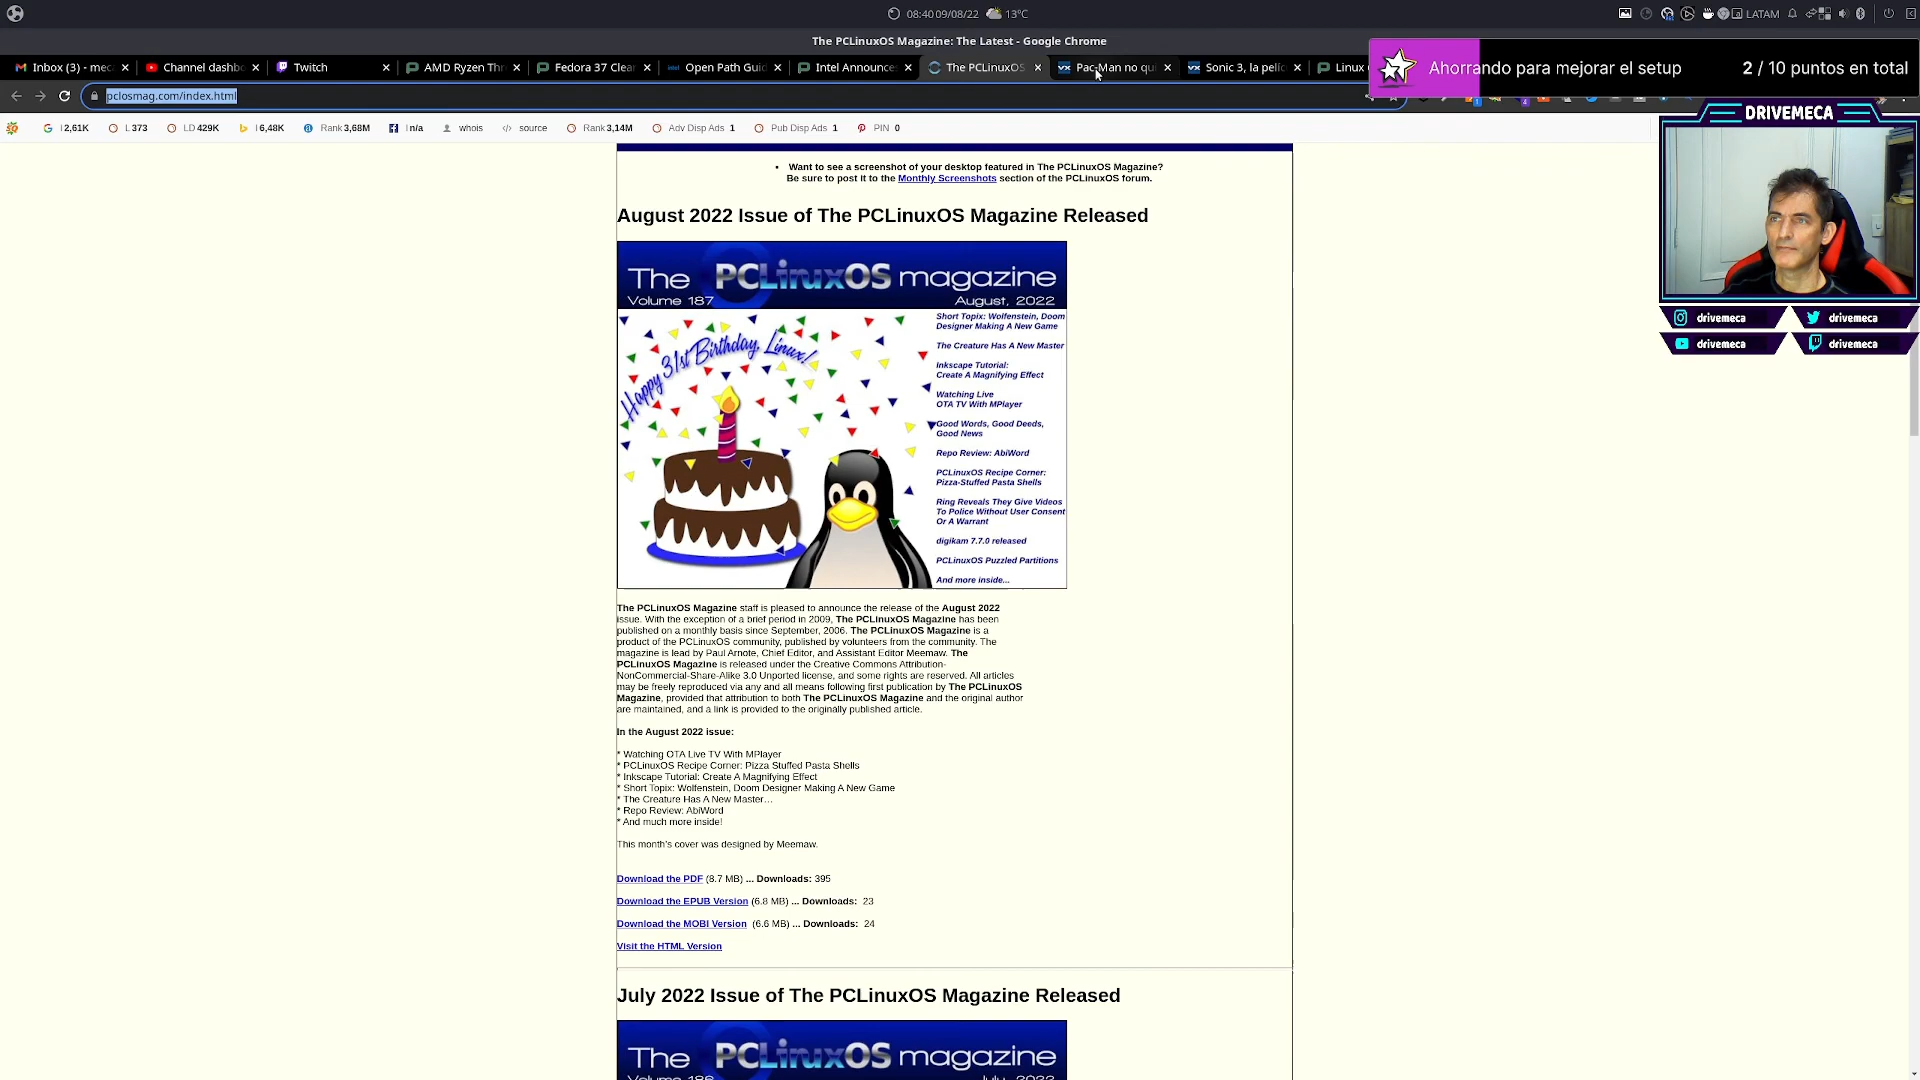 08:40 09/08/22 13°C
LATAM
The PCLinuxOS Magazine: The Latest - Google Chrome
Inbox (3) - mec
Channel dashbo
Twitch
AMD Ryzen Thr
Fedora 37 Clear
Open Path Guid
Intel Announce
The PCLinuxOS
Pac-Man no qui
Sonic 3, la pelíc
Linux
Ahorrando para mejorar el setup 2 / 10 puntos en total
pclosmag.com/index.html
I 2,61K
L 373
LD 429K
I 6,48K
Rank 3,68M
I n/a
whois
source
Rank 3,14M
Adv Disp Ads 1
Pub Disp Ads 1
PIN 0
DRIVEMECA
drivemeca
drivemeca
drivemeca
drivemeca
• Want to see a screenshot of your desktop featured in The PCLinuxOS Magazine?
Be sure to post it to the Monthly Screenshots section of the PCLinuxOS forum.
August 2022 Issue of The PCLinuxOS Magazine Released
The PCLinuxOS magazine
Volume 187 August, 2022
Happy 31st Birthday, Linux!
Short Topix: Wolfenstein, Doom
Designer Making A New Game
The Creature Has A New Master
Inkscape Tutorial:
Create A Magnifying Effect
Watching Live
OTA TV With MPlayer
Good Words, Good Deeds,
Good News
Repo Review: AbiWord
PCLinuxOS Recipe Corner:
Pizza-Stuffed Pasta Shells
Ring Reveals They Give Videos
To Police Without User Consent
Or A Warrant
digikam 7.7.0 released
PCLinuxOS Puzzled Partitions
And more inside...
The PCLinuxOS Magazine staff is pleased to announce the release of the August 2022
issue. With the exception of a brief period in 2009, The PCLinuxOS Magazine has been
published on a monthly basis since September, 2006. The PCLinuxOS Magazine is a
product of the PCLinuxOS community, published by volunteers from the community. The
magazine is lead by Paul Arnote, Chief Editor, and Assistant Editor Meemaw. The
PCLinuxOS Magazine is released under the Creative Commons Attribution-
NonCommercial-Share-Alike 3.0 Unported license, and some rights are reserved. All articles
may be freely reproduced via any and all means following first publication by The PCLinuxOS
Magazine, provided that attribution to both The PCLinuxOS Magazine and the original author
are maintained, and a link is provided to the originally published article.
In the August 2022 issue:
* Watching OTA Live TV With MPlayer
* PCLinuxOS Recipe Corner: Pizza Stuffed Pasta Shells
* Inkscape Tutorial: Create A Magnifying Effect
* Short Topix: Wolfenstein, Doom Designer Making A New Game
* The Creature Has A New Master…
* Repo Review: AbiWord
* And much more inside!
This month's cover was designed by Meemaw.
Download the PDF (8.7 MB) ... Downloads: 395
Download the EPUB Version (6.8 MB) ... Downloads: 23
Download the MOBI Version (6.6 MB) ... Downloads: 24
Visit the HTML Version
July 2022 Issue of The PCLinuxOS Magazine Released
The PCLinuxOS magazine
Volume 186 July, 2022